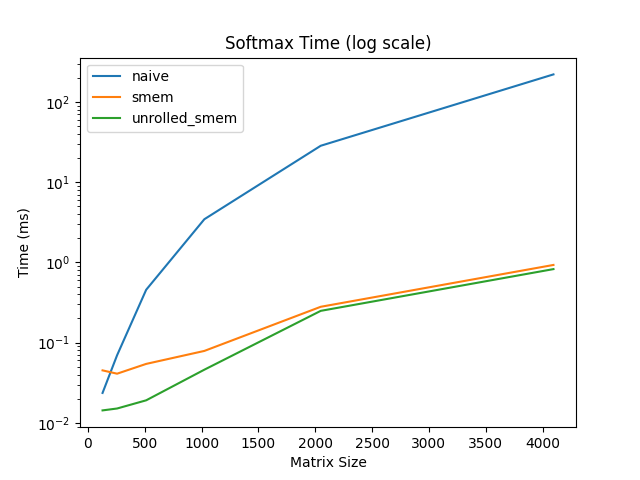 Softmax Time (log scale)
naive
smem
unrolled_smem
Time (ms)
10²
10¹
10⁰
10⁻¹
10⁻²
0 500 1000 1500 2000 2500 3000 3500 4000
Matrix Size